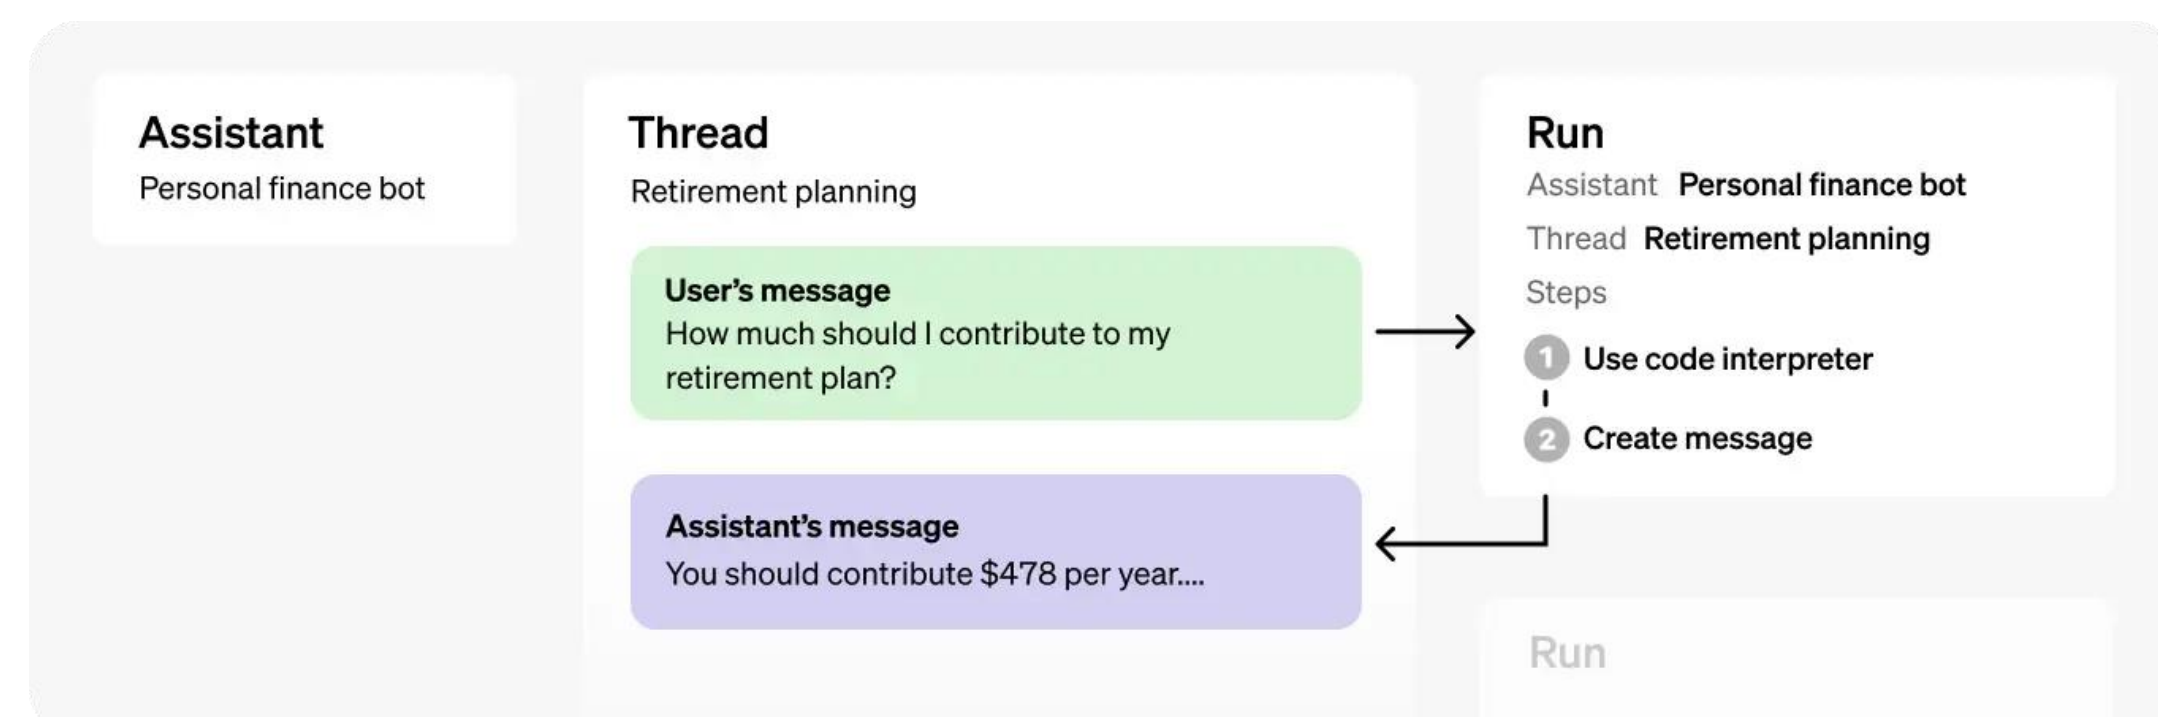 Assistant
Personal finance bot
Thread
Retirement planning
User’s message
How much should I contribute to my
retirement plan?
Assistant’s message
You should contribute $478 per year....
Run
Assistant Personal finance bot
Thread Retirement planning
Steps
1 Use code interpreter
2 Create message
Run